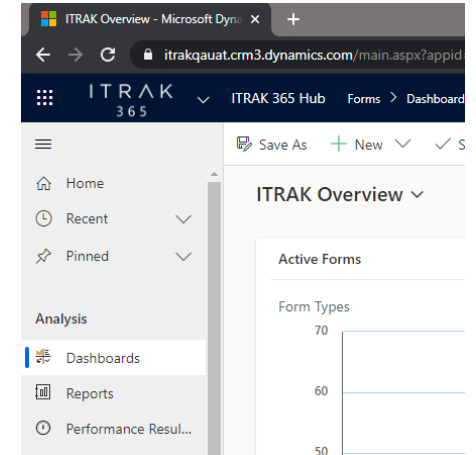 ITRAK Overview - Microsoft Dyna
itrakqauat.crm3.dynamics.com/main.aspx?appid=
ITRAK
365
ITRAK 365 Hub Forms > Dashboard
Save As New
Home
Recent
Pinned
Analysis
Dashboards
Reports
Performance Resul...
ITRAK Overview
Active Forms
Form Types
70
60
50